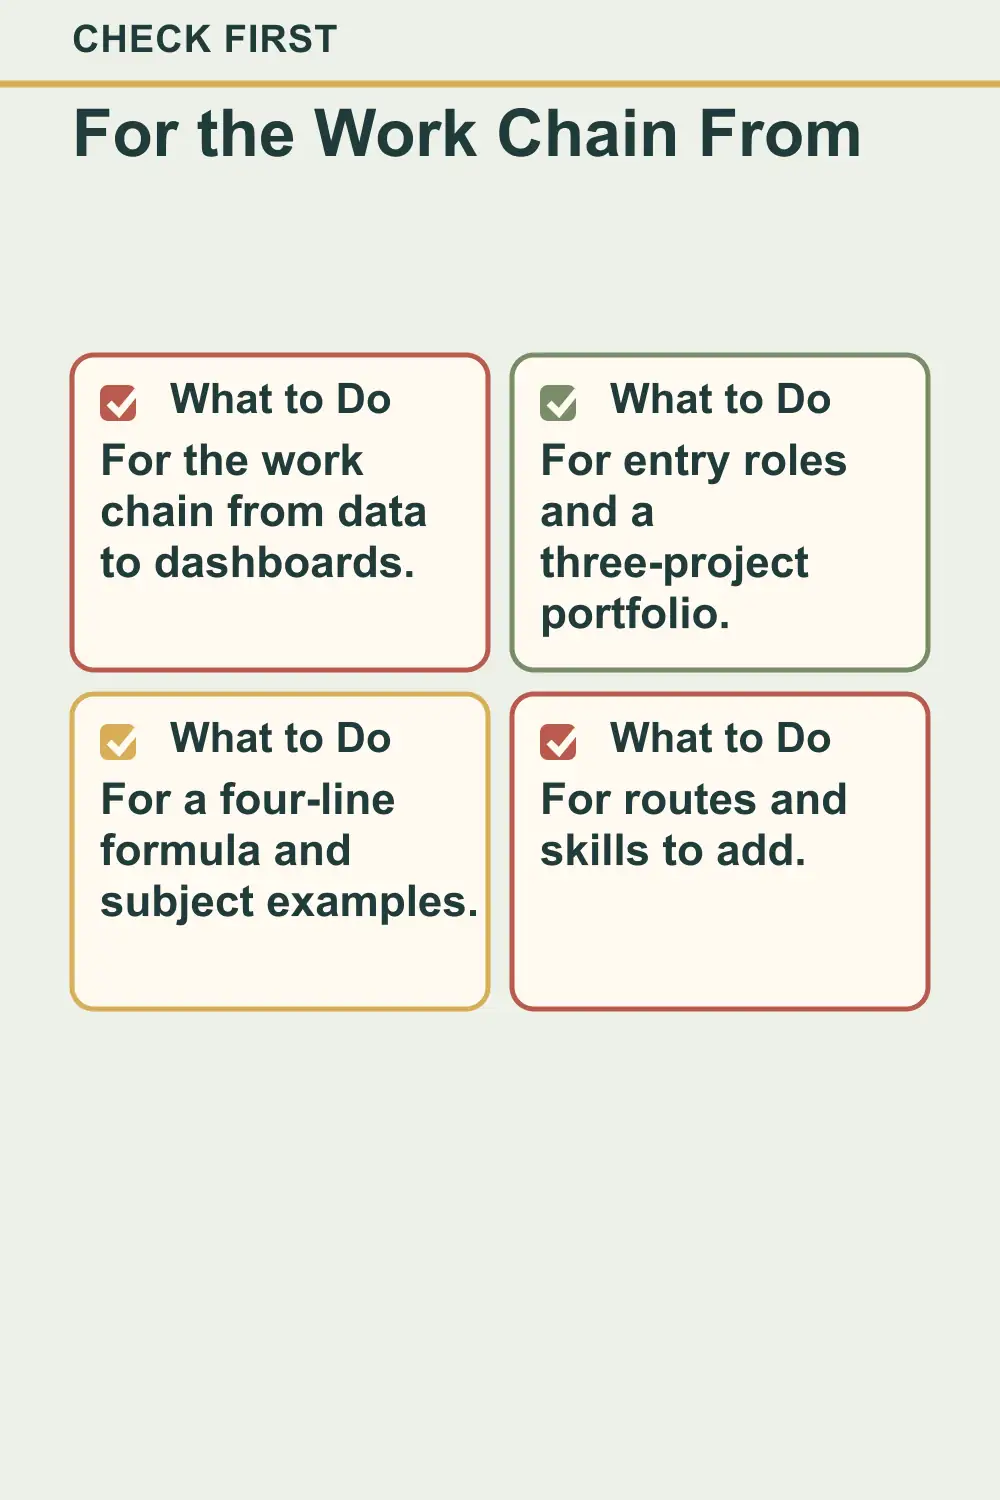 CHECK FIRST
For the Work Chain From
What to Do
For the work
chain from data
to dashboards.
What to Do
For entry roles
and a
three-project
portfolio.
What to Do
For a four-line
formula and
subject examples.
What to Do
For routes and
skills to add.